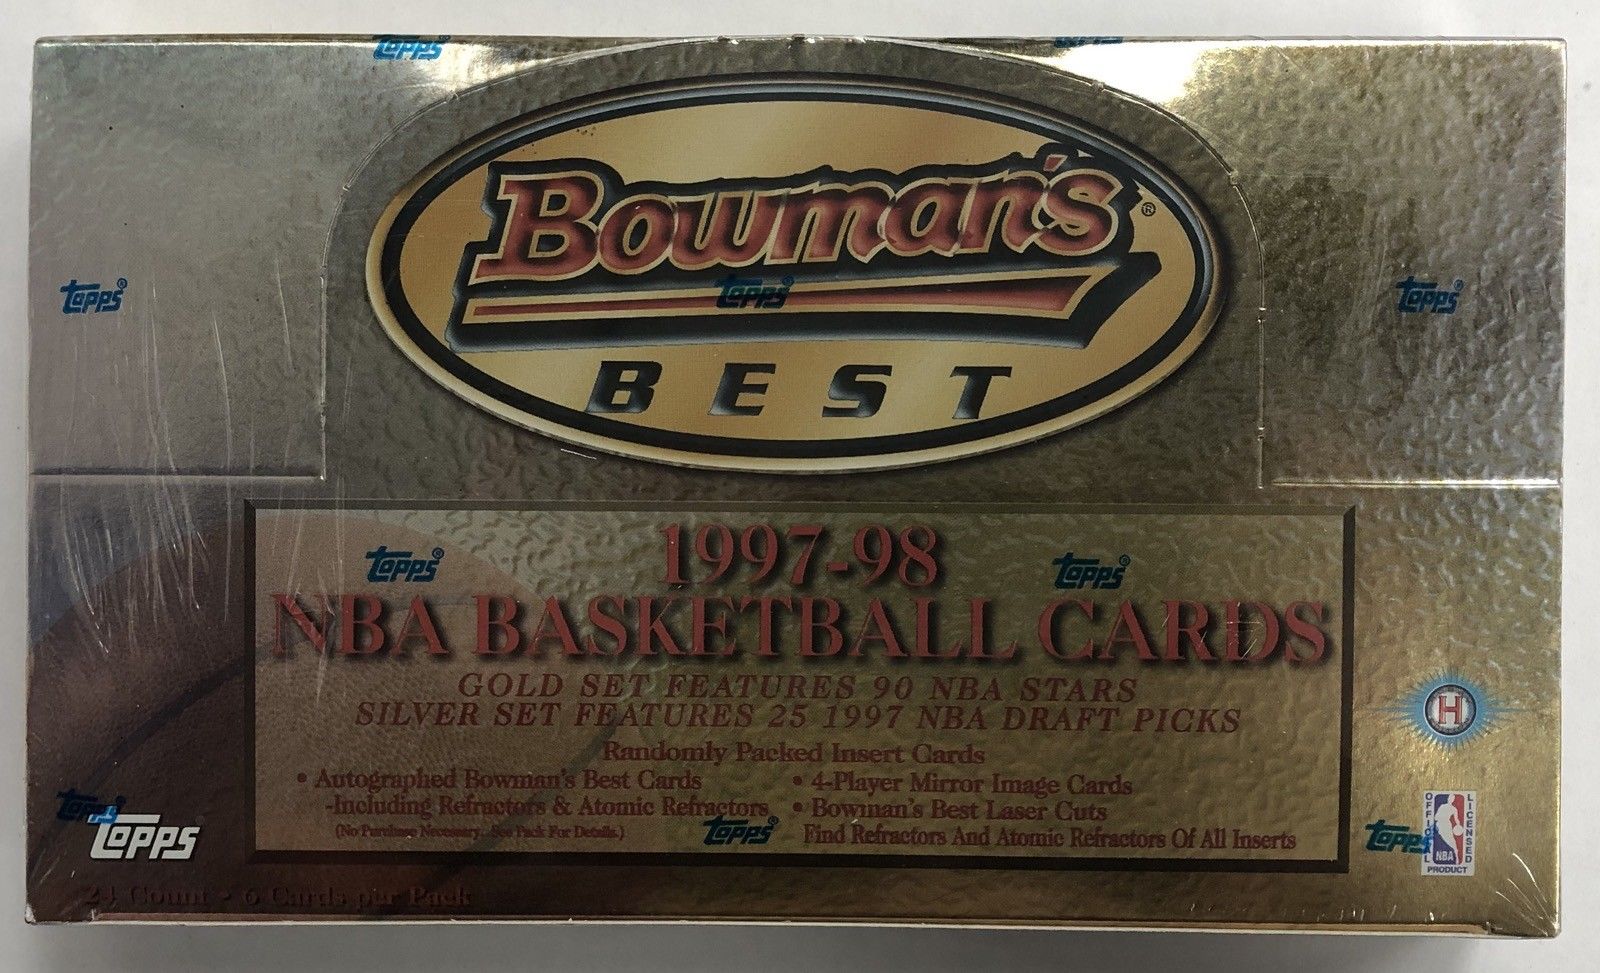 Topps®
Topps
Bowman's®
Topps® Topps® Topps®
BEST
1997-98
Topps® Topps®
NBA BASKETBALL CARDS
GOLD SET FEATURES 90 NBA STARS
SILVER SET FEATURES 25 1997 NBA DRAFT PICKS
H
Randomly Packed Insert Cards
• Autographed Bowman's Best Cards
-Including Refractors & Atomic Refractors
(No Purchase Necessary. See Pack For Details.)
• 4-Player Mirror Image Cards
• Bowman's Best Laser Cuts
Find Refractors And Atomic Refractors Of All Inserts
Topps®
Topps®
Topps
Topps
OFFICIAL LICENSED
NBA
PRODUCT
24 Count • 6 Cards per Pack